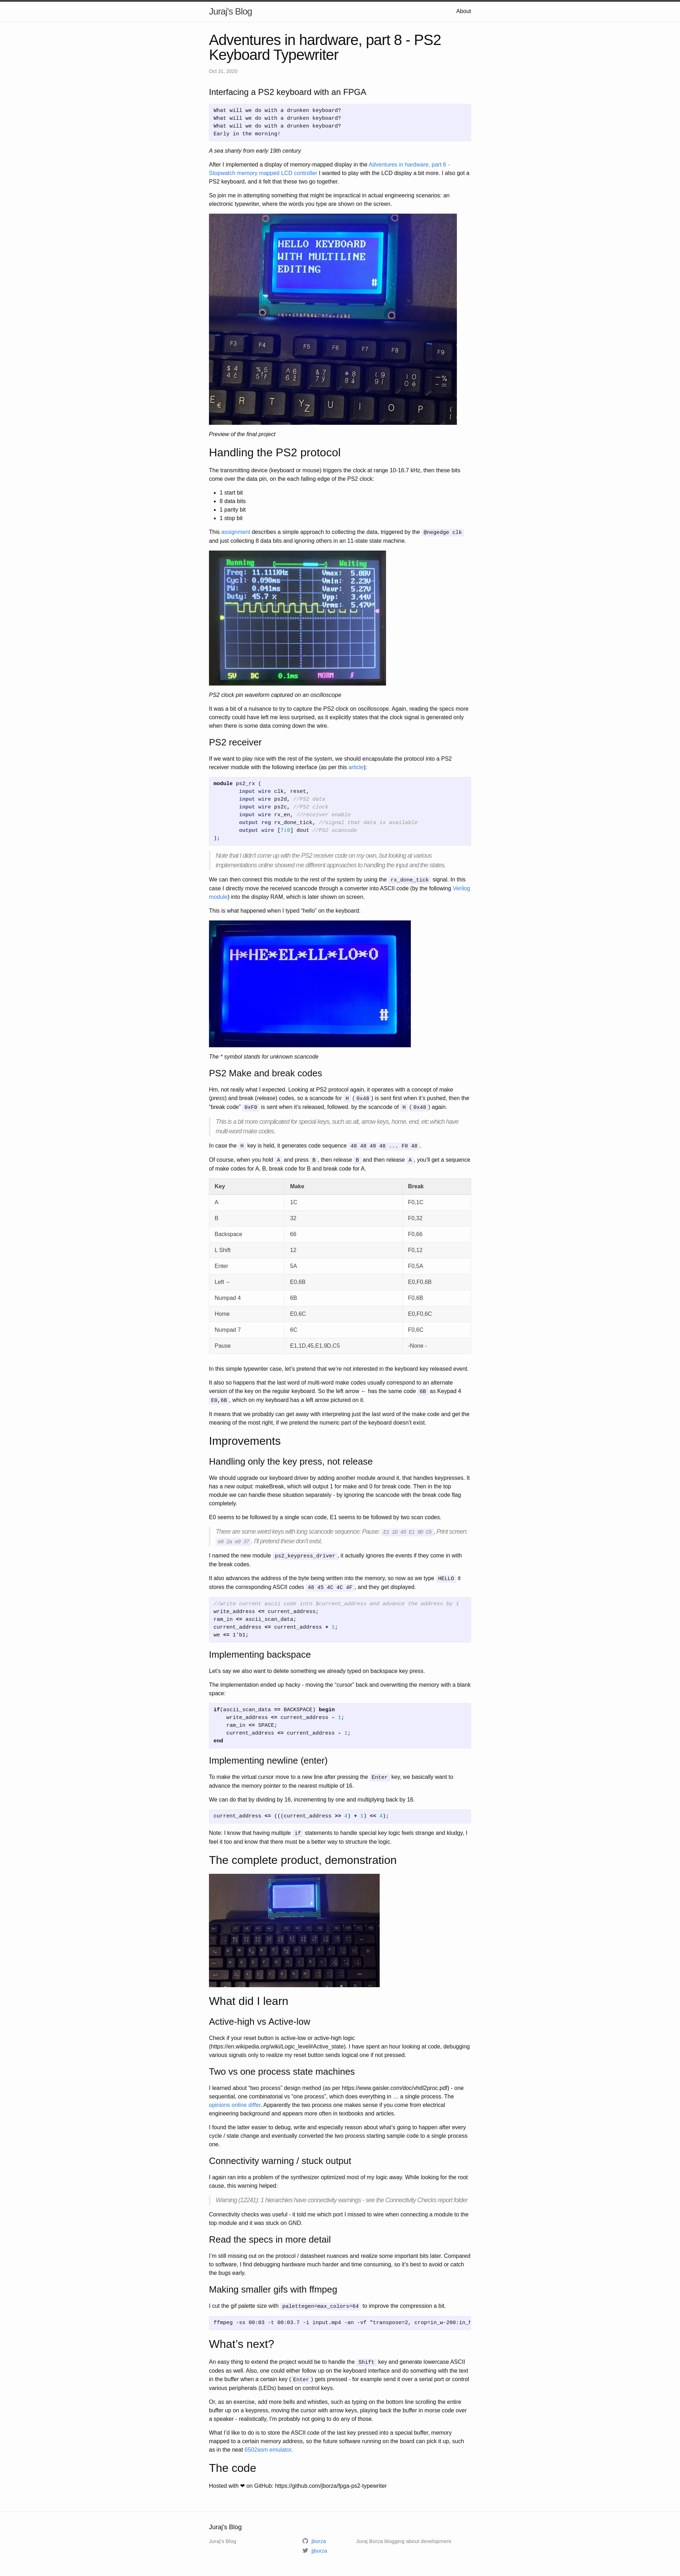 Juraj's Blog
About
Adventures in hardware, part 8 - PS2
Keyboard Typewriter
Oct 31, 2020
Interfacing a PS2 keyboard with an FPGA
What will we do with a drunken keyboard?
What will we do with a drunken keyboard?
What will we do with a drunken keyboard?
Early in the morning!
A sea shanty from early 19th century
After I implemented a display of memory-mapped display in the Adventures in hardware, part 6 -
Stopwatch memory mapped LCD controller I wanted to play with the LCD display a bit more. I also got a
PS2 keyboard, and it felt that these two go together.
So join me in attempting something that might be impractical in actual engineering scenarios: an
electronic typewriter, where the words you type are shown on the screen.
HELLO KEYBOARD
WITH MULTILINE
EDITING
#
F3 F4 F5 F6 F7 F8 F9
E R T Y Z U I O
Preview of the final project
Handling the PS2 protocol
The transmitting device (keyboard or mouse) triggers the clock at range 10-16.7 kHz, then these bits
come over the data pin, on the each falling edge of the PS2 clock:
• 1 start bit
• 8 data bits
• 1 parity bit
• 1 stop bit
This assignment describes a simple approach to collecting the data, triggered by the @negedge clk
and just collecting 8 data bits and ignoring others in an 11-state state machine.
Running Waiting
Freq: 11.111KHz Vmax: 5.80V
Cycl: 0.090ms Vmin: 2.23V
PW: 0.041ms Vavr: 5.27V
Duty: 45.7 % Vpp: 3.44V
Vrms: 5.47V
5V DC 0.1ms NORM
PS2 clock pin waveform captured on an oscilloscope
It was a bit of a nuisance to try to capture the PS2 clock on oscilloscope. Again, reading the specs more
correctly could have left me less surprised, as it explicitly states that the clock signal is generated only
when there is some data coming down the wire.
PS2 receiver
If we want to play nice with the rest of the system, we should encapsulate the protocol into a PS2
receiver module with the following interface (as per this article):
module ps2_rx (
input wire clk, reset,
input wire ps2d, //PS2 data
input wire ps2c, //PS2 clock
input wire rx_en, //receiver enable
output reg rx_done_tick, //signal that data is available
output wire [7:0] dout //PS2 scancode
);
Note that I didn't come up with the PS2 receiver code on my own, but looking at various
implementations online showed me different approaches to handling the input and the states.
We can then connect this module to the rest of the system by using the rx_done_tick signal. In this
case I directly move the received scancode through a converter into ASCII code (by the following Verilog
module) into the display RAM, which is later shown on screen.
This is what happened when I typed "hello" on the keyboard:
H*HE*EL*LL*LO*O
#
The * symbol stands for unknown scancode
PS2 Make and break codes
Hm, not really what I expected. Looking at PS2 protocol again, it operates with a concept of make
(press) and break (release) codes, so a scancode for H (0x48) is sent first when it's pushed, then the
"break code" 0xF0 is sent when it's released, followed, by the scancode of H (0x48) again.
This is a bit more complicated for special keys, such as alt, arrow keys, home, end, etc which have
multi-word make codes.
In case the H key is held, it generates code sequence 48 48 48 48 ... F0 48.
Of course, when you hold A and press B, then release B and then release A, you'll get a sequence
of make codes for A, B, break code for B and break code for A.
Key Make Break
A 1C F0,1C
B 32 F0,32
Backspace 66 F0,66
L Shift 12 F0,12
Enter 5A F0,5A
Left ← E0,6B E0,F0,6B
Numpad 4 6B F0,6B
Home E0,6C E0,F0,6C
Numpad 7 6C F0,6C
Pause E1,1D,45,E1,9D,C5 -None -
In this simple typewriter case, let's pretend that we're not interested in the keyboard key released event.
It also so happens that the last word of multi-word make codes usually correspond to an alternate
version of the key on the regular keyboard. So the left arrow ← has the same code 6B as Keypad 4
E0,6B, which on my keyboard has a left arrow pictured on it.
It means that we probably can get away with interpreting just the last word of the make code and get the
meaning of the most right, if we pretend the numeric part of the keyboard doesn't exist.
Improvements
Handling only the key press, not release
We should upgrade our keyboard driver by adding another module around it, that handles keypresses. It
has a new output: makeBreak, which will output 1 for make and 0 for break code. Then in the top
module we can handle these situation separately - by ignoring the scancode with the break code flag
completely.
E0 seems to be followed by a single scan code, E1 seems to be followed by two scan codes.
There are some weird keys with long scancode sequence: Pause: E1 1D 45 E1 9D C5, Print screen:
e0 2a e0 37. I'll pretend these don't exist.
I named the new module ps2_keypress_driver, it actually ignores the events if they come in with
the break codes.
It also advances the address of the byte being written into the memory, so now as we type HELLO it
stores the corresponding ASCII codes 48 45 4C 4C 4F, and they get displayed.
//write current ascii code into $current_address and advance the address by 1
write_address <= current_address;
ram_in <= ascii_scan_data;
current_address <= current_address + 1;
we <= 1'b1;
Implementing backspace
Let's say we also want to delete something we already typed on backspace key press.
The implementation ended up hacky - moving the "cursor" back and overwriting the memory with a blank
space:
if(ascii_scan_data == BACKSPACE) begin
write_address <= current_address - 1;
ram_in <= SPACE;
current_address <= current_address - 1;
end
Implementing newline (enter)
To make the virtual cursor move to a new line after pressing the Enter key, we basically want to
advance the memory pointer to the nearest multiple of 16.
We can do that by dividing by 16, incrementing by one and multiplying back by 16.
current_address <= (((current_address >> 4) + 1) << 4);
Note: I know that having multiple if statements to handle special key logic feels strange and kludgy, I
feel it too and know that there must be a better way to structure the logic.
The complete product, demonstration
What did I learn
Active-high vs Active-low
Check if your reset button is active-low or active-high logic
(https://en.wikipedia.org/wiki/Logic_level#Active_state). I have spent an hour looking at code, debugging
various signals only to realize my reset button sends logical one if not pressed.
Two vs one process state machines
I learned about "two process" design method (as per https://www.gaisler.com/doc/vhdl2proc.pdf) - one
sequential, one combinatorial vs "one process", which does everything in … a single process. The
opinions online differ. Apparently the two process one makes sense if you come from electrical
engineering background and appears more often in textbooks and articles.
I found the latter easier to debug, write and especially reason about what's going to happen after every
cycle / state change and eventually converted the two process starting sample code to a single process
one.
Connectivity warning / stuck output
I again ran into a problem of the synthesizer optimized most of my logic away. While looking for the root
cause, this warning helped:
Warning (12241): 1 hierarchies have connectivity warnings - see the Connectivity Checks report folder
Connectivity checks was useful - it told me which port I missed to wire when connecting a module to the
top module and it was stuck on GND.
Read the specs in more detail
I'm still missing out on the protocol / datasheet nuances and realize some important bits later. Compared
to software, I find debugging hardware much harder and time consuming, so it's best to avoid or catch
the bugs early.
Making smaller gifs with ffmpeg
I cut the gif palette size with palettegen=max_colors=64 to improve the compression a bit.
ffmpeg -ss 00:03 -t 00:03.7 -i input.mp4 -an -vf "transpose=2, crop=in_w-200:in_h
What's next?
An easy thing to extend the project would be to handle the Shift key and generate lowercase ASCII
codes as well. Also, one could either follow up on the keyboard interface and do something with the text
in the buffer when a certain key (Enter) gets pressed - for example send it over a serial port or control
various peripherals (LEDs) based on control keys.
Or, as an exercise, add more bells and whistles, such as typing on the bottom line scrolling the entire
buffer up on a keypress, moving the cursor with arrow keys, playing back the buffer in morse code over
a speaker - realistically, I'm probably not going to do any of those.
What I'd like to do is to store the ASCII code of the last key pressed into a special buffer, memory
mapped to a certain memory address, so the future software running on the board can pick it up, such
as in the neat 6502asm emulator.
The code
Hosted with ❤ on GitHub: https://github.com/jborza/fpga-ps2-typewriter
Juraj's Blog
Juraj's Blog
jborza
jjborza
Juraj Borza blogging about development